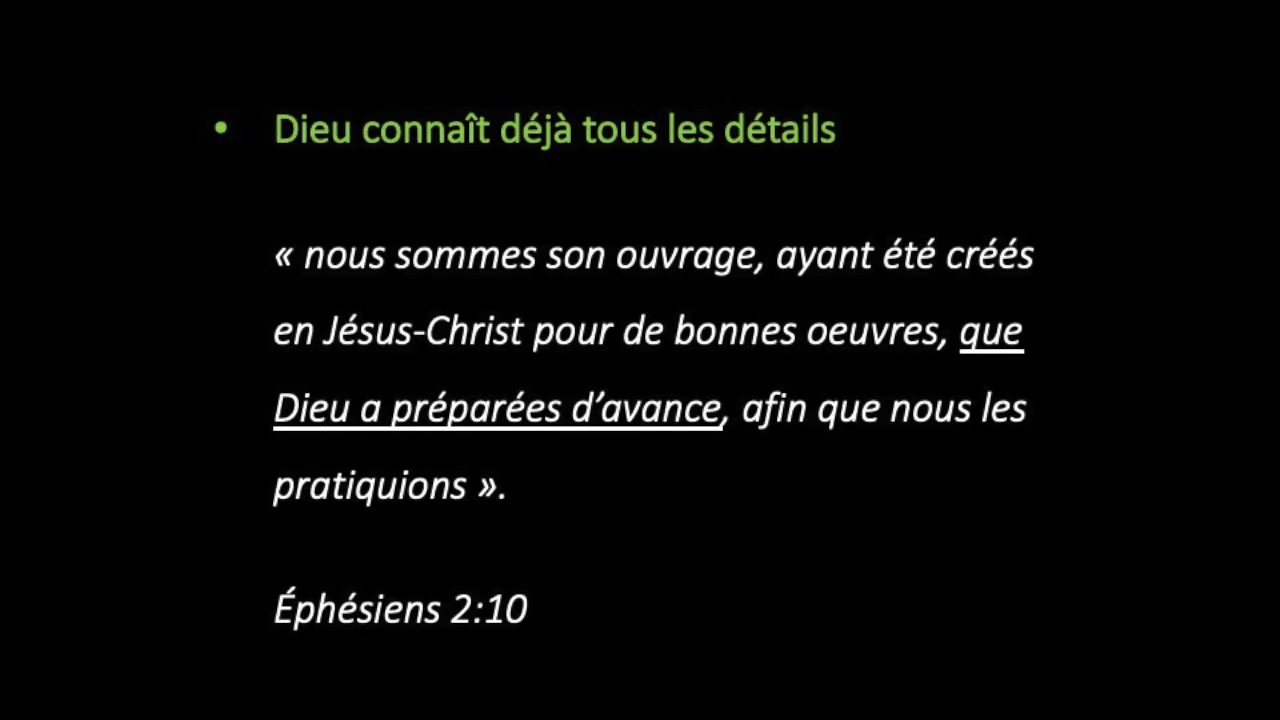 • Dieu connaît déjà tous les détails
« nous sommes son ouvrage, ayant été créés
en Jésus-Christ pour de bonnes oeuvres, que
Dieu a préparées d’avance, afin que nous les
pratiquions ».
Éphésiens 2:10